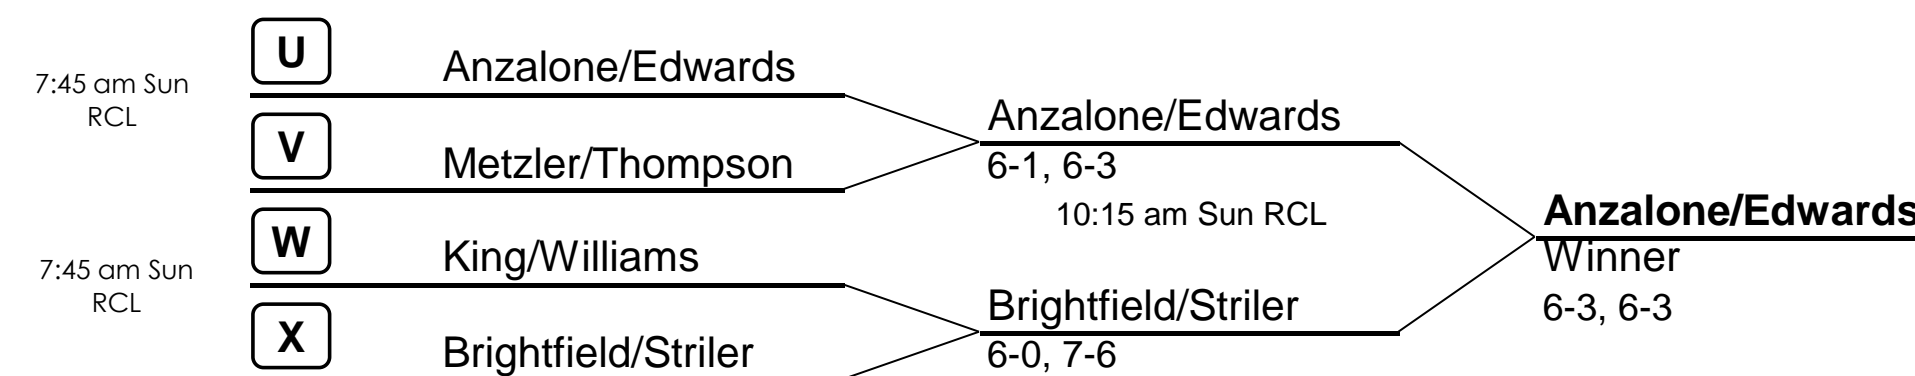 7:45 am Sun
RCL
U
Anzalone/Edwards
V
Metzler/Thompson
7:45 am Sun
RCL
W
King/Williams
X
Brightfield/Striler
Anzalone/Edwards
6-1, 6-3
10:15 am Sun RCL
Brightfield/Striler
6-0, 7-6
Anzalone/Edwards
Winner
6-3, 6-3